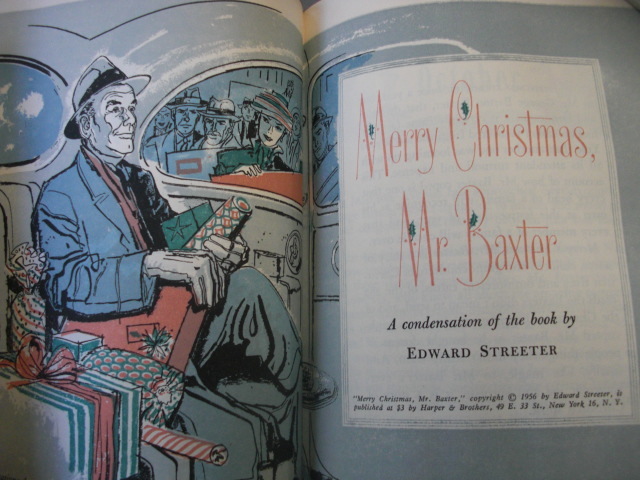 Merry Christmas,
Mr. Baxter
A condensation of the book by
EDWARD STREETER
"Merry Christmas, Mr. Baxter," copyright © 1956 by Edward Streeter, is
published at $3 by Harper & Brothers, 49 E. 33 St., New York 16, N. Y.